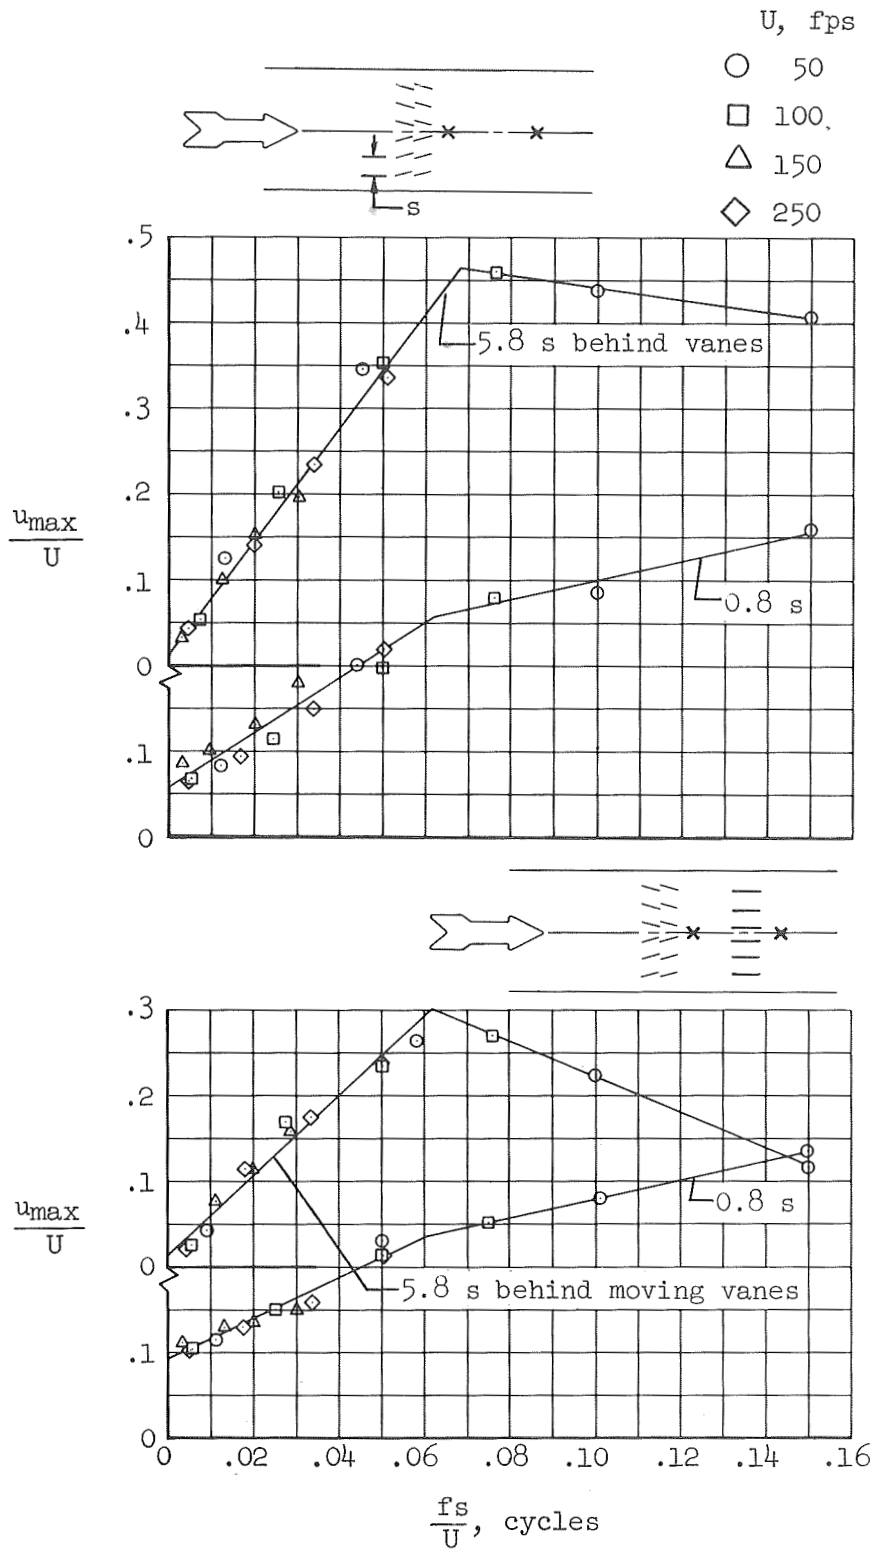 U, fps
50
100
150
250
s
.5
.4
5.8 s behind vanes
.3
.2
u_max
U
.1
0.8 s
0
.1
0
.3
.2
.1
0.8 s
u_max
U
0
5.8 s behind moving vanes
.1
0
0 .02 .04 .06 .08 .10 .12 .14 .16
fs
U , cycles